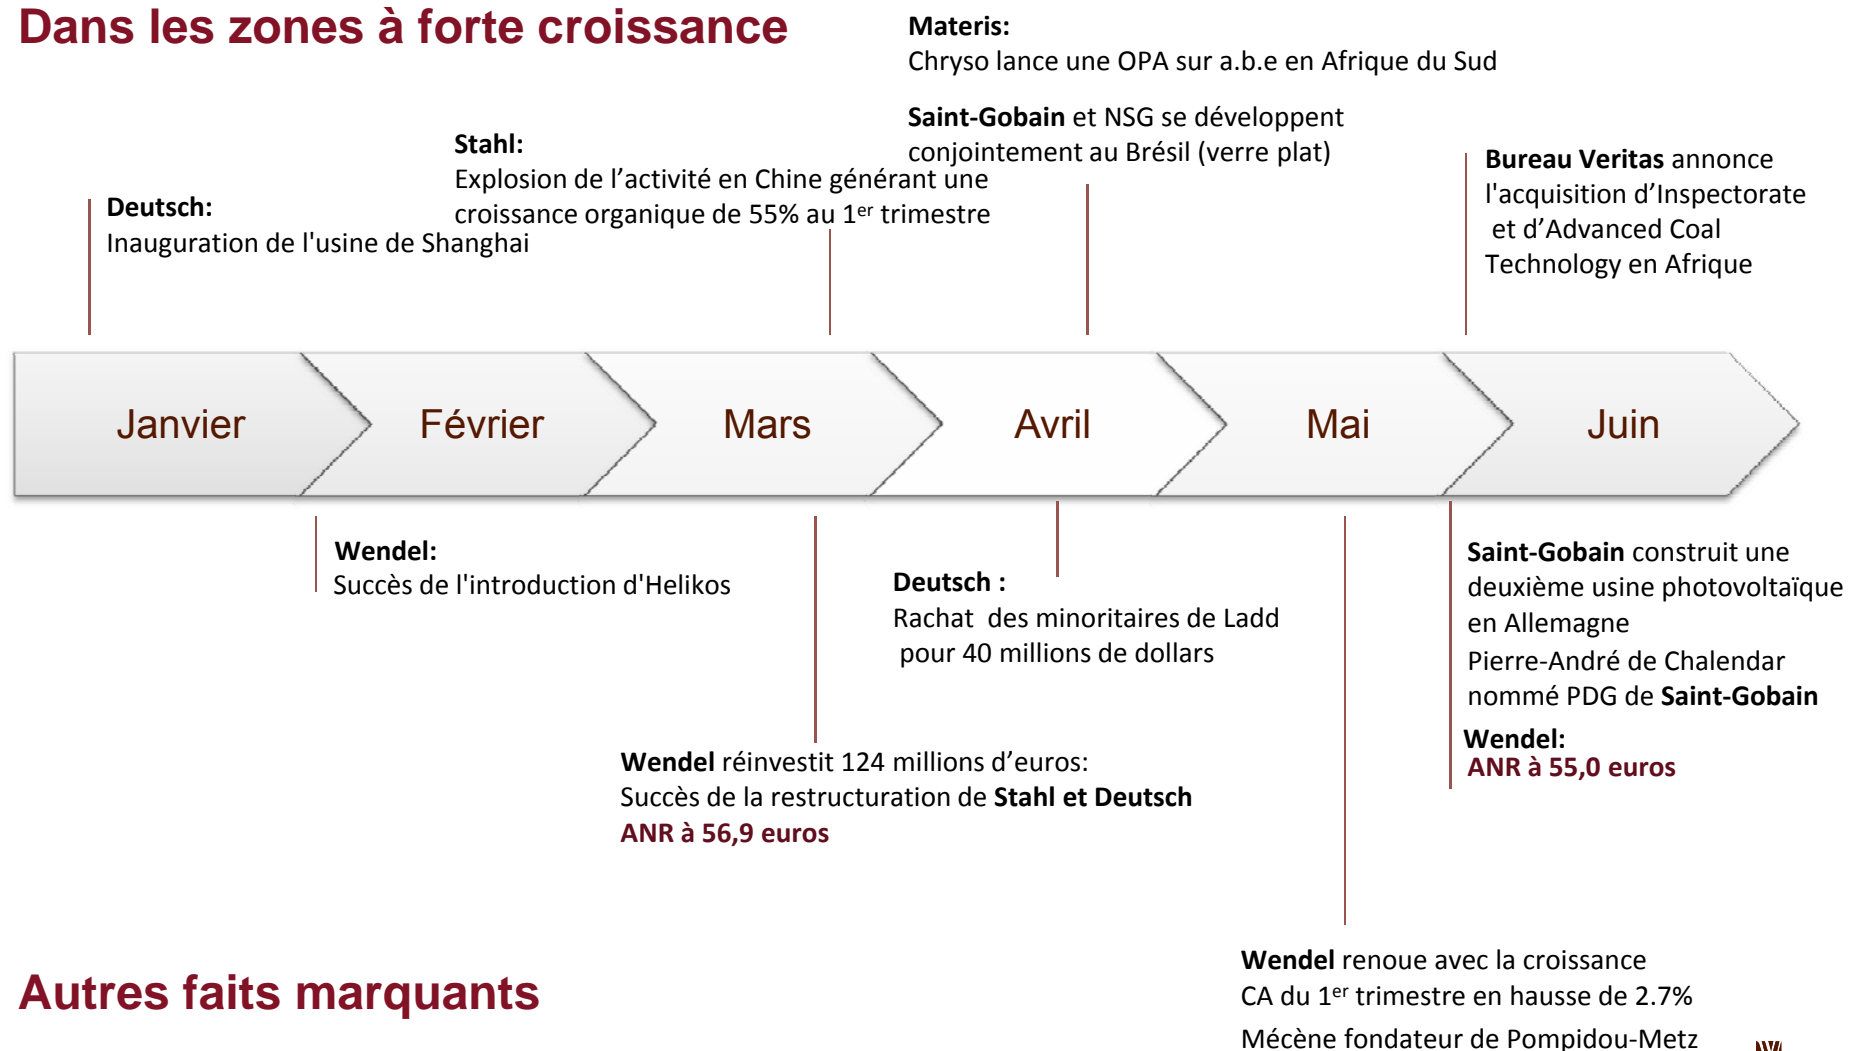 Dans les zones à forte croissance
Materis:
Chryso lance une OPA sur a.b.e en Afrique du Sud
Saint-Gobain et NSG se développent
conjointement au Brésil (verre plat)
Stahl:
Explosion de l’activité en Chine générant une
croissance organique de 55% au 1er trimestre
Bureau Veritas annonce
l'acquisition d’Inspectorate
et d’Advanced Coal
Technology en Afrique
Deutsch:
Inauguration de l'usine de Shanghai
Janvier
Février
Mars
Avril
Mai
Juin
Wendel:
Succès de l'introduction d'Helikos
Deutsch :
Rachat des minoritaires de Ladd
pour 40 millions de dollars
Saint-Gobain construit une
deuxième usine photovoltaïque
en Allemagne
Pierre-André de Chalendar
nommé PDG de Saint-Gobain
Wendel:
ANR à 55,0 euros
Wendel réinvestit 124 millions d’euros:
Succès de la restructuration de Stahl et Deutsch
ANR à 56,9 euros
Wendel renoue avec la croissance
CA du 1er trimestre en hausse de 2.7%
Mécène fondateur de Pompidou-Metz
Autres faits marquants